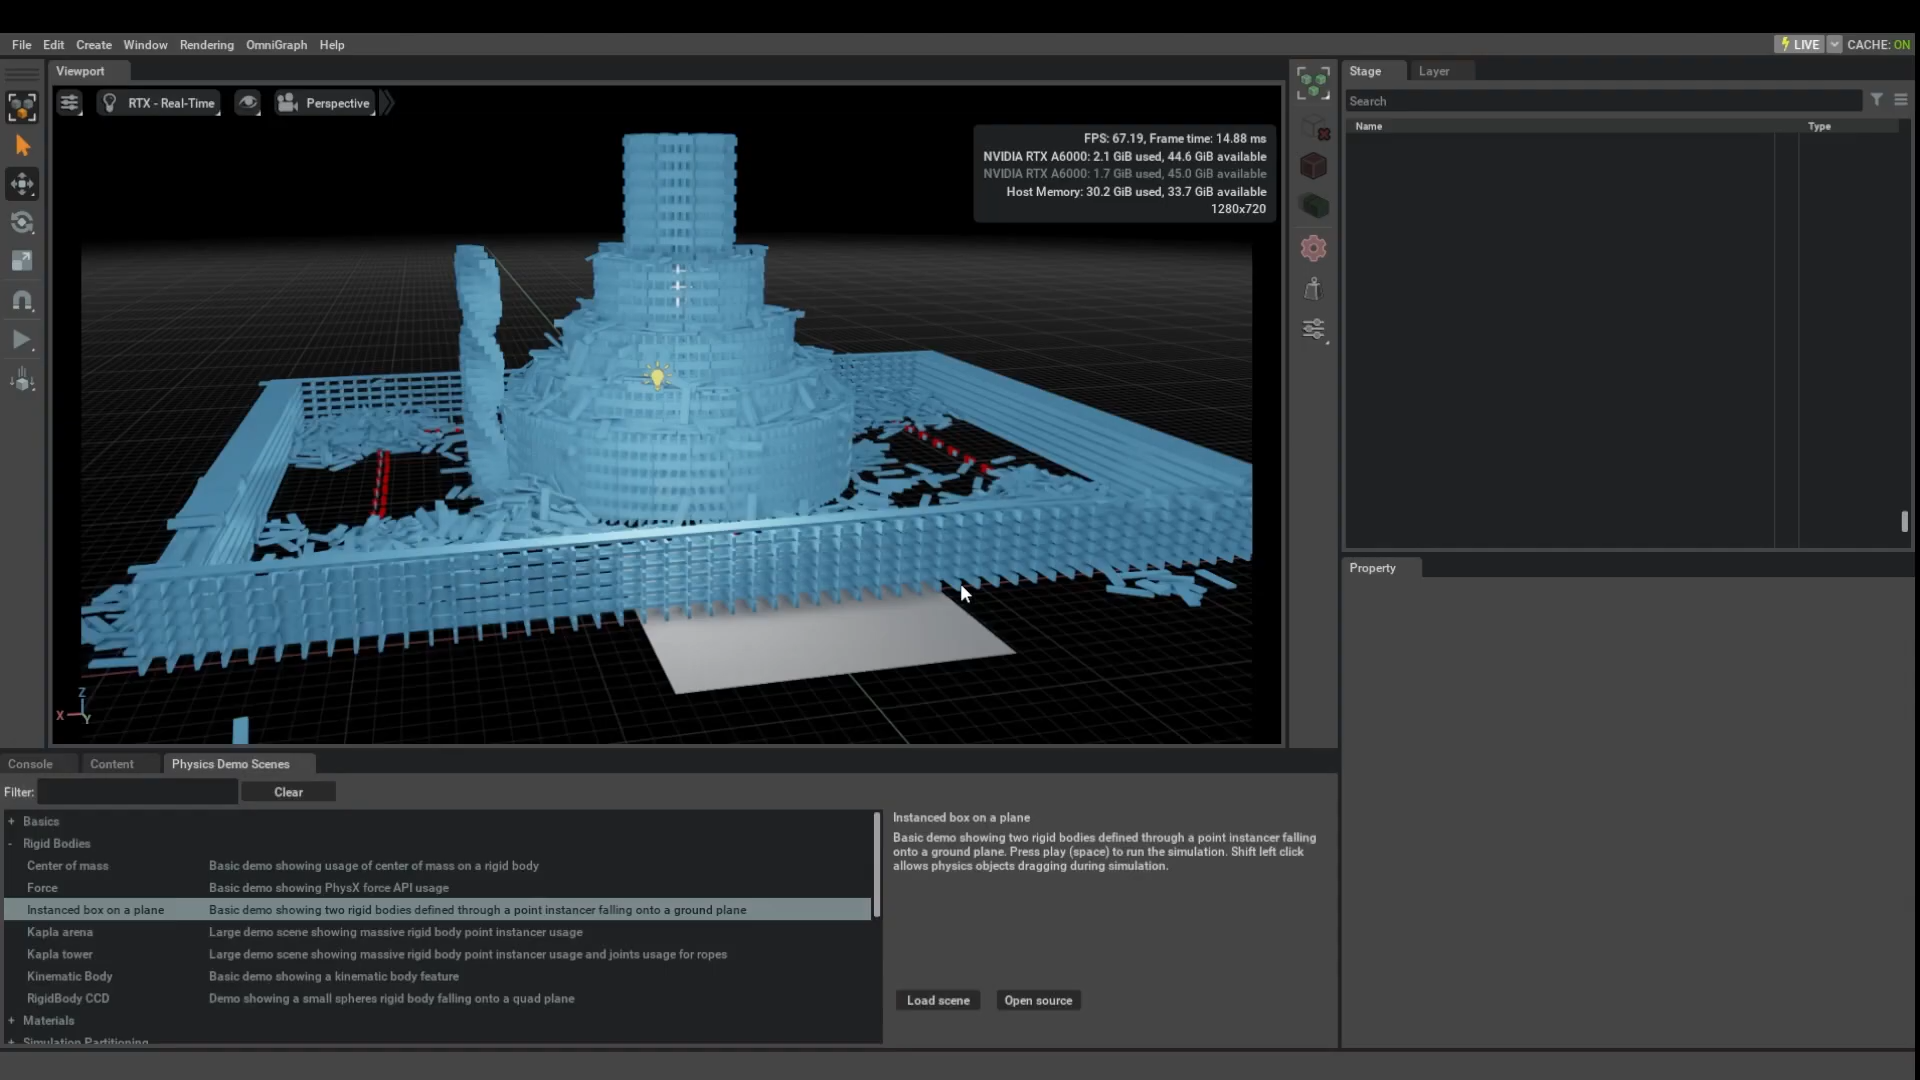 File Edit Create Window Rendering OmniGraph Help
LIVE CACHE: ON
Viewport
RTX - Real-Time
Perspective
FPS: 67.19, Frame time: 14.88 ms
NVIDIA RTX A6000: 2.1 GiB used, 44.6 GiB available
NVIDIA RTX A6000: 1.7 GiB used, 45.0 GiB available
Host Memory: 30.2 GiB used, 33.7 GiB available
1280x720
Z
X
Y
Stage Layer
Search
Name Type
Property
Console Content Physics Demo Scenes
Filter: Clear
+ Basics
- Rigid Bodies
Center of mass Basic demo showing usage of center of mass on a rigid body
Force Basic demo showing PhysX force API usage
Instanced box on a plane Basic demo showing two rigid bodies defined through a point instancer falling onto a ground plane
Kapla arena Large demo scene showing massive rigid body point instancer usage
Kapla tower Large demo scene showing massive rigid body point instancer usage and joints usage for ropes
Kinematic Body Basic demo showing a kinematic body feature
RigidBody CCD Demo showing a small spheres rigid body falling onto a quad plane
+ Materials
+ Simulation Partitioning
Instanced box on a plane
Basic demo showing two rigid bodies defined through a point instancer falling
onto a ground plane. Press play (space) to run the simulation. Shift left click
allows physics objects dragging during simulation.
Load scene Open source